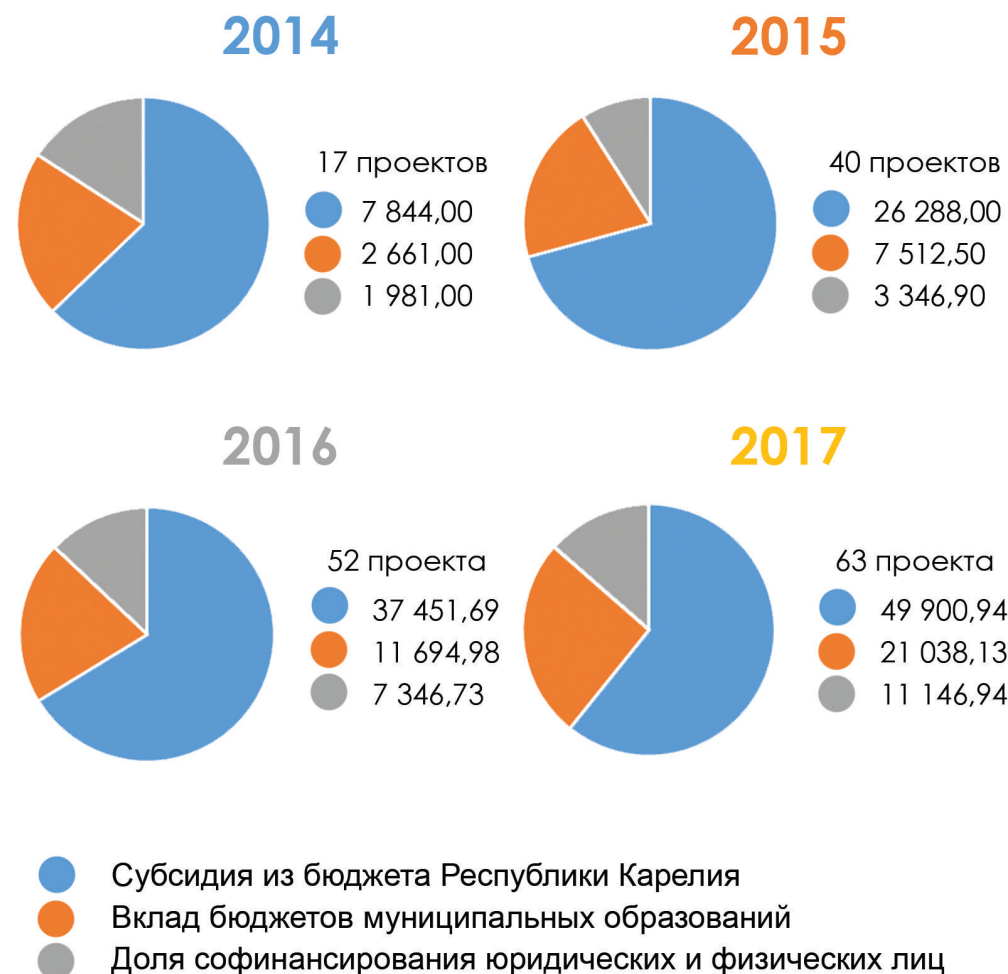 2014
17 проектов
7 844,00
2 661,00
1 981,00
2015
40 проектов
26 288,00
7 512,50
3 346,90
2016
52 проекта
37 451,69
11 694,98
7 346,73
2017
63 проекта
49 900,94
21 038,13
11 146,94
Субсидия из бюджета Республики Карелия
Вклад бюджетов муниципальных образований
Доля софинансирования юридических и физических лиц